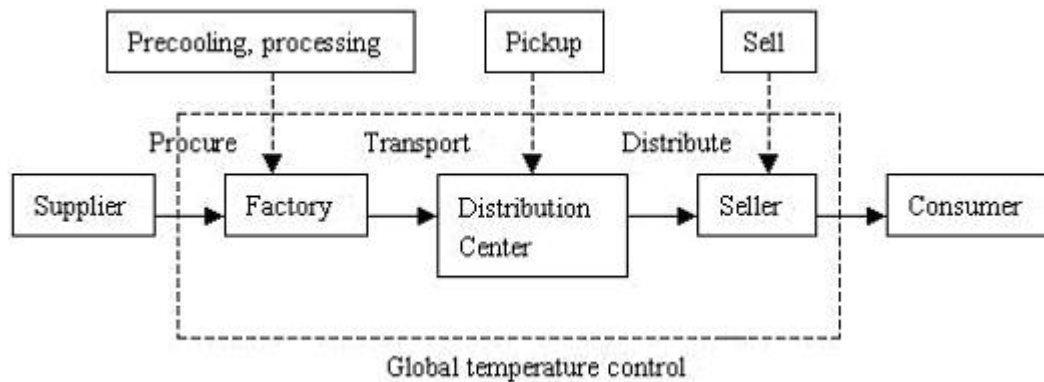 Precooling, processing
Pickup
Sell
Procure
Transport
Distribute
Supplier
Factory
Distribution
Center
Seller
Consumer
Global temperature control